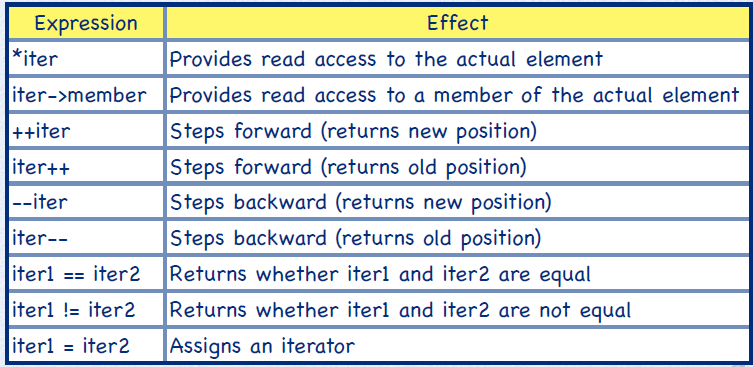 Expression Effect
*iter Provides read access to the actual element
iter->member Provides read access to a member of the actual element
++iter Steps forward (returns new position)
iter++ Steps forward (returns old position)
--iter Steps backward (returns new position)
iter-- Steps backward (returns old position)
iter1 == iter2 Returns whether iter1 and iter2 are equal
iter1 != iter2 Returns whether iter1 and iter2 are not equal
iter1 = iter2 Assigns an iterator